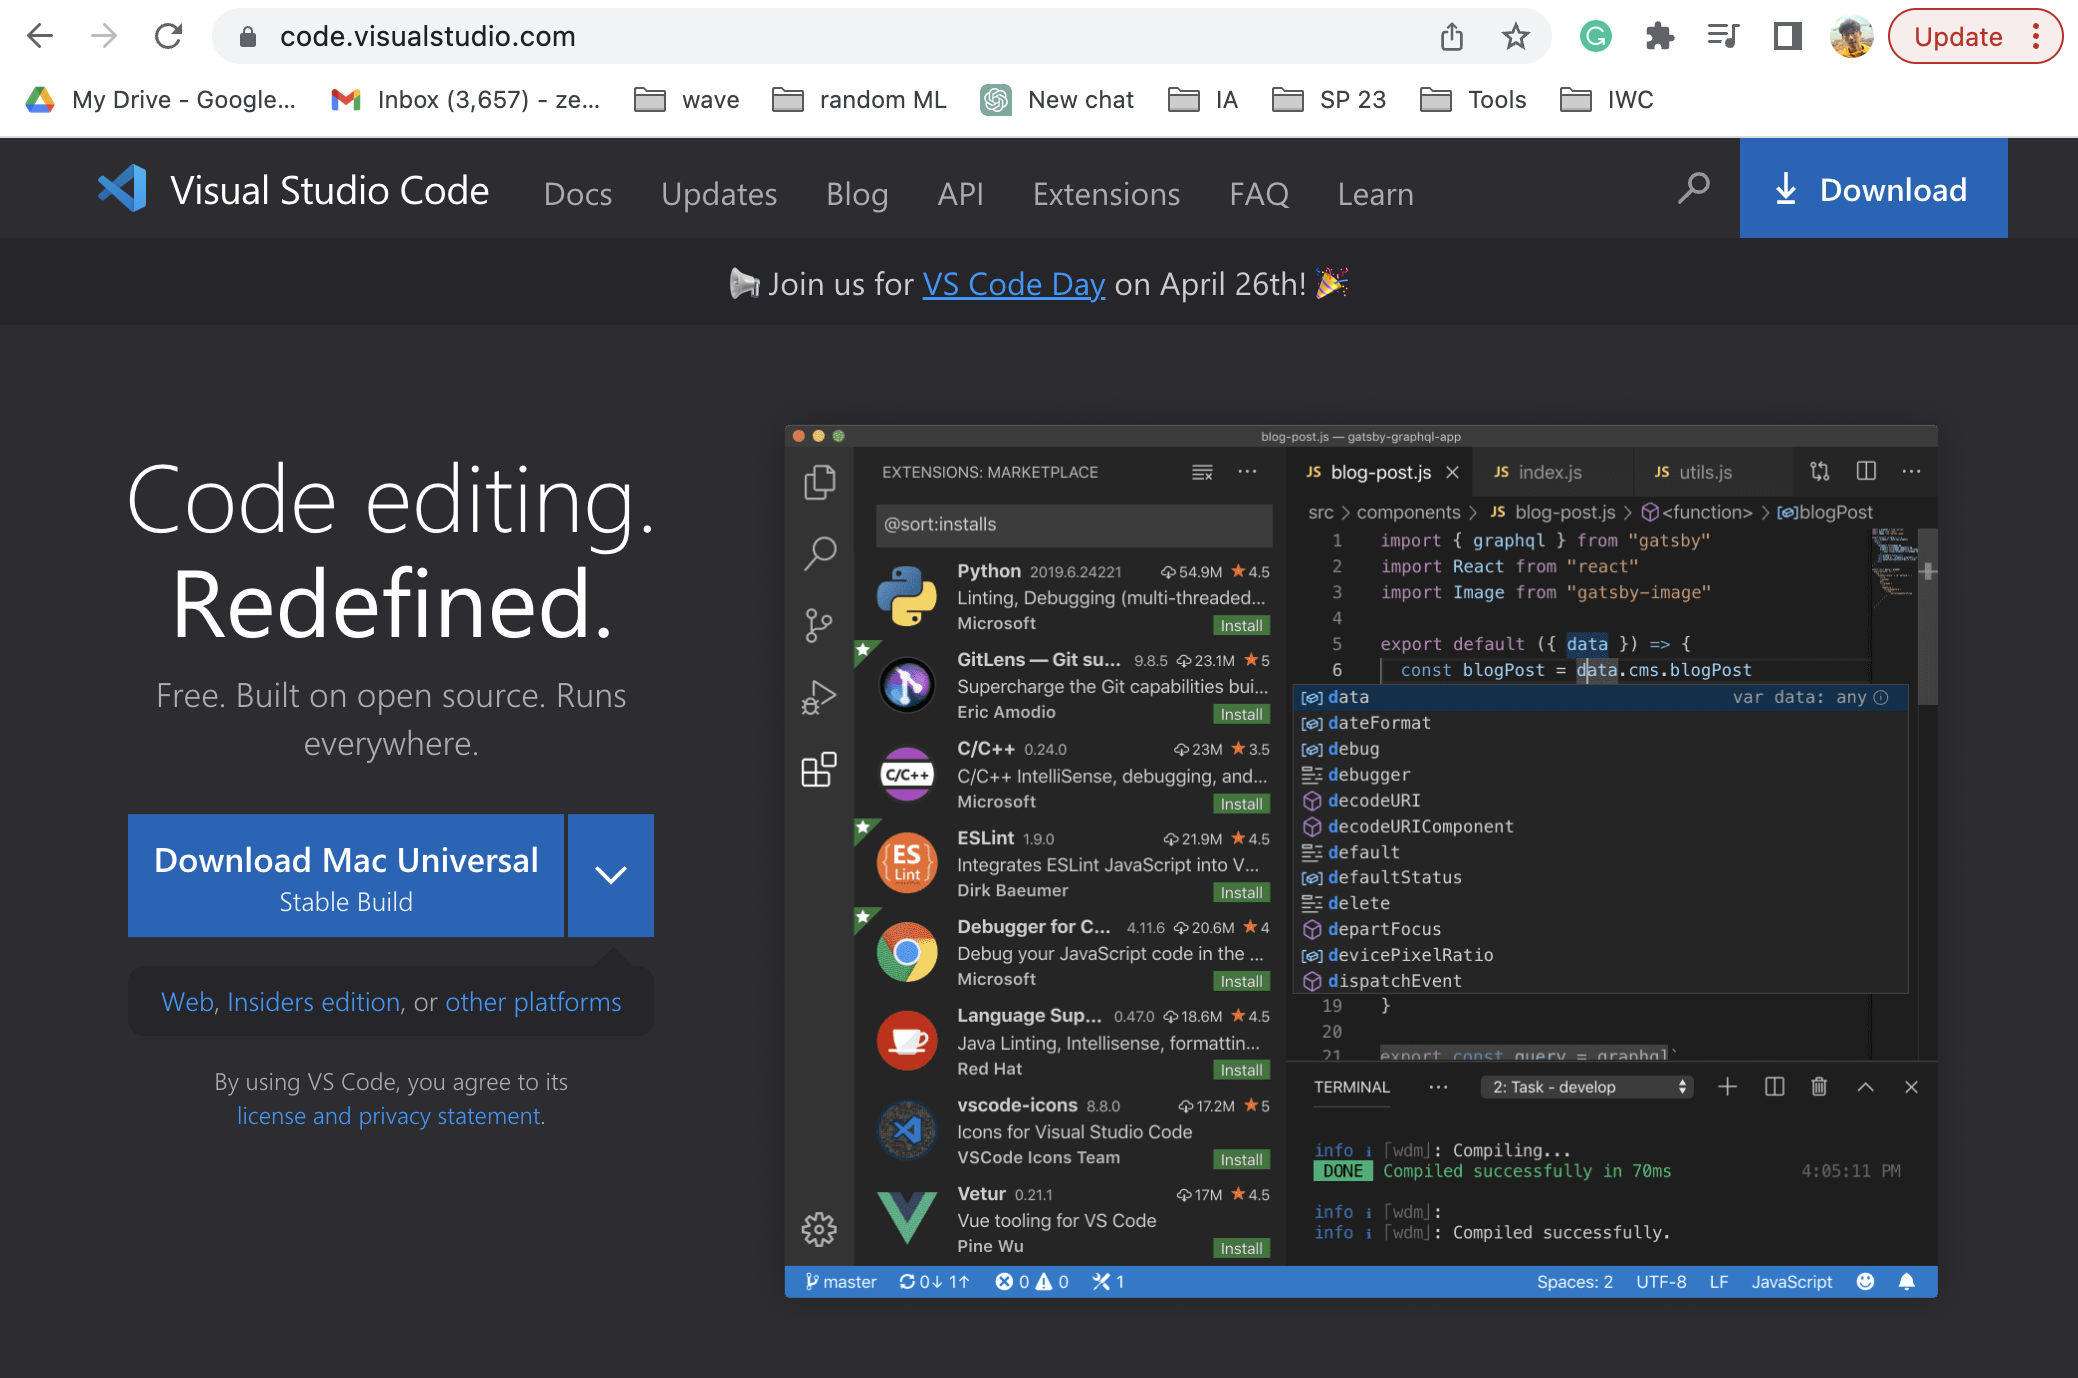 code.visualstudio.com
Update
My Drive - Google...
Inbox (3,657) - ze...
wave
random ML
New chat
IA
SP 23
Tools
IWC
Visual Studio Code
Docs
Updates
Blog
API
Extensions
FAQ
Learn
Download
Join us for VS Code Day on April 26th!
Code editing.
Redefined.
Free. Built on open source. Runs
everywhere.
Download Mac Universal
Stable Build
Web, Insiders edition, or other platforms
By using VS Code, you agree to its
license and privacy statement.
blog-post.js — gatsby-graphql-app
EXTENSIONS: MARKETPLACE
@sort:installs
Python 2019.6.24221 54.9M ★ 4.5
Linting, Debugging (multi-threaded...
Microsoft
Install
GitLens — Git su... 9.8.5 23.1M ★ 5
Supercharge the Git capabilities bui...
Eric Amodio
Install
C/C++
C/C++ 0.24.0 23M ★ 3.5
C/C++ IntelliSense, debugging, and...
Microsoft
Install
ES
Lint
ESLint 1.9.0 21.9M ★ 4.5
Integrates ESLint JavaScript into V...
Dirk Baeumer
Install
Debugger for C... 4.11.6 20.6M ★ 4
Debug your JavaScript code in the ...
Microsoft
Install
Language Sup... 0.47.0 18.6M ★ 4.5
Java Linting, Intellisense, formattin...
Red Hat
Install
vscode-icons 8.8.0 17.2M ★ 5
Icons for Visual Studio Code
VSCode Icons Team
Install
Vetur 0.21.1 17M ★ 4.5
Vue tooling for VS Code
Pine Wu
Install
JS blog-post.js
JS index.js
JS utils.js
src > components > JS blog-post.js > <function> > blogPost
1 import { graphql } from "gatsby"
2 import React from "react"
3 import Image from "gatsby-image"
4
5 export default ({ data }) => {
6 const blogPost = data.cms.blogPost
data var data: any
dateFormat
debug
debugger
decodeURI
decodeURIComponent
default
defaultStatus
delete
departFocus
devicePixelRatio
dispatchEvent
19 }
20
21 export const query = graphql`
TERMINAL ... 2: Task - develop
info i ｢wdm｣: Compiling...
DONE Compiled successfully in 70ms 4:05:11 PM
info i ｢wdm｣:
info i ｢wdm｣: Compiled successfully.
master 0↓ 1↑ 0 0 1
Spaces: 2 UTF-8 LF JavaScript